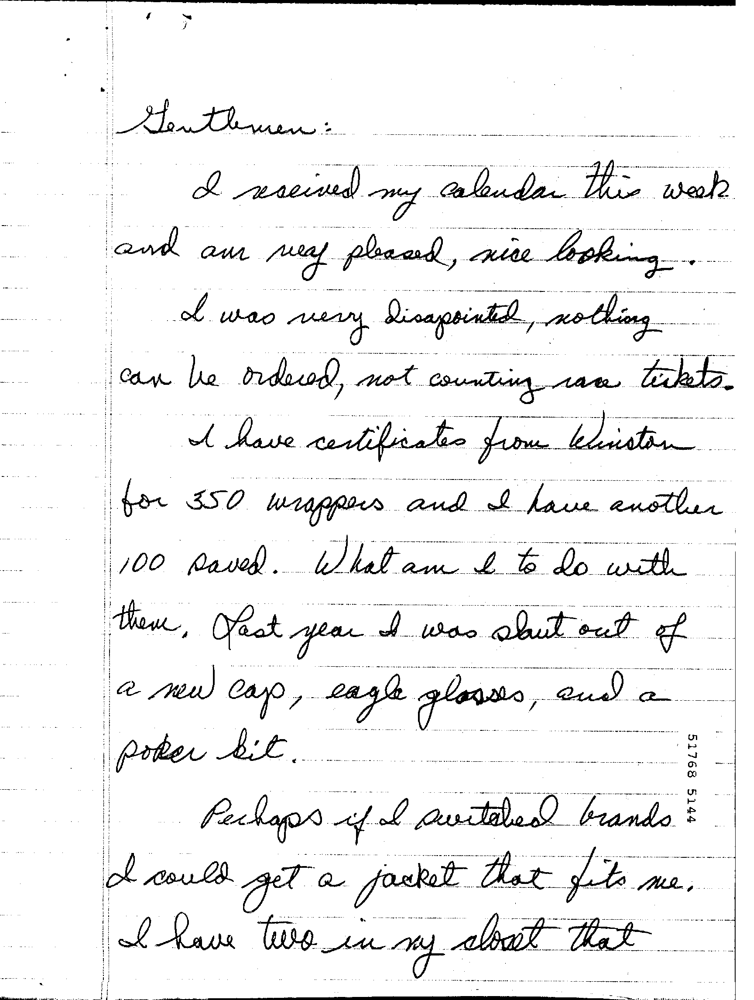 Gentlemen:
I received my calendar this week
and am very pleased, nice looking.
I was very disapointed, nothing
can be ordered, not counting race tickets.
I have certificates from Winston
for 350 wrappers and I have another
100 saved. What am I to do with
them. Last year I was shut out of
a new cap, eagle glasses, and a
poker kit.
51768 5144
Perhaps if I switched brands
I could get a jacket that fits me.
I have two in my closet that